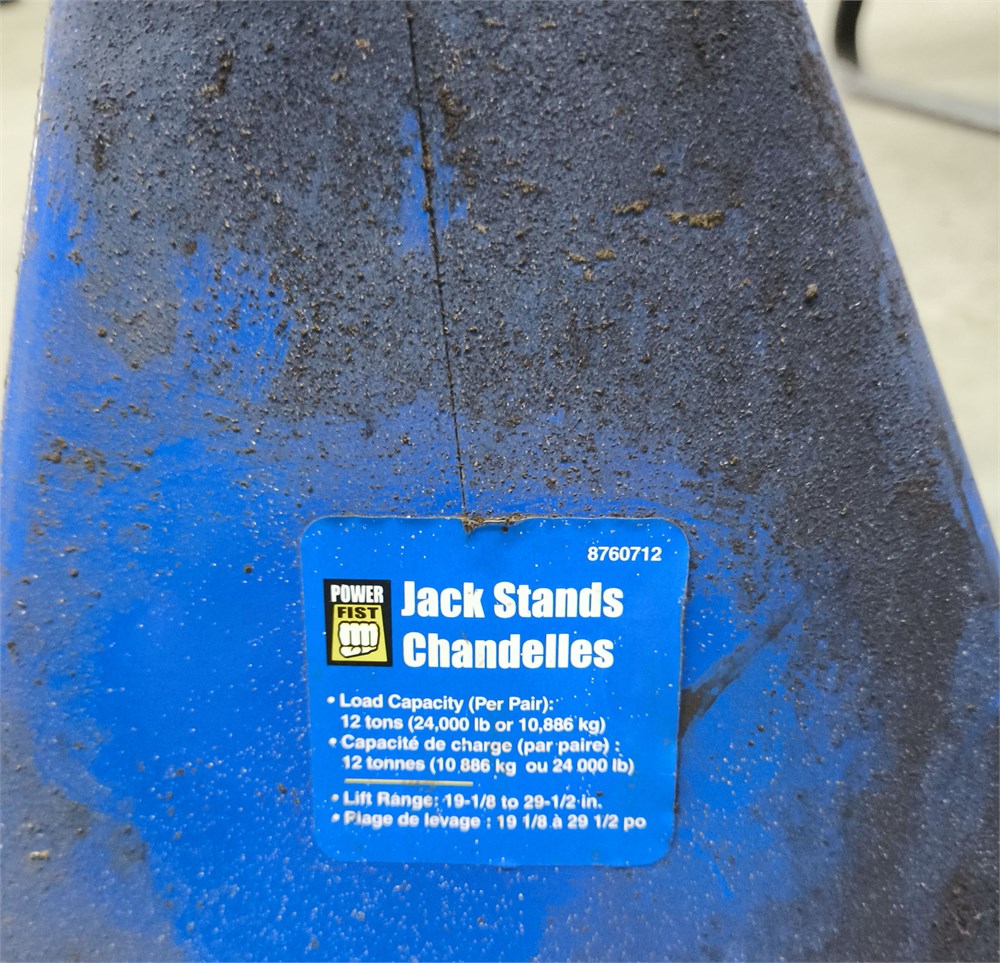 8760712
POWER
FIST
Jack Stands
Chandelles
• Load Capacity (Per Pair):
12 tons (24,000 lb or 10,886 kg)
• Capacité de charge (par paire) :
12 tonnes (10 886 kg ou 24 000 lb)
• Lift Range: 19-1/8 to 29-1/2 in.
• Plage de levage : 19 1/8 à 29 1/2 po